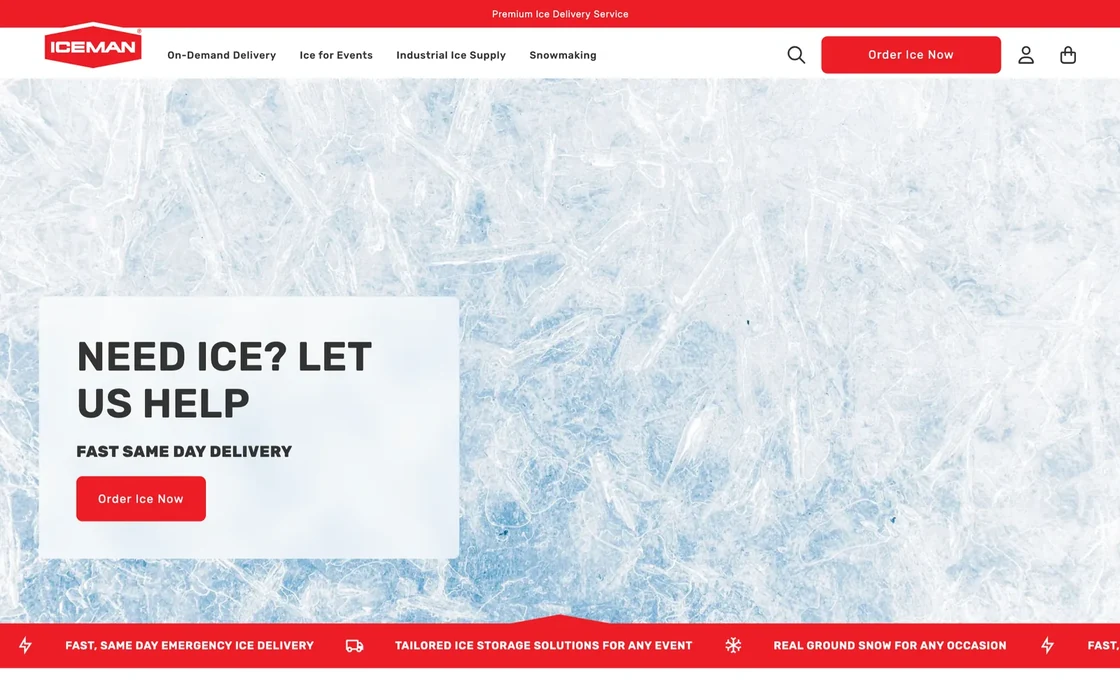 Premium Ice Delivery Service
ICEMAN
®
On-Demand Delivery
Ice for Events
Industrial Ice Supply
Snowmaking
Order Ice Now
NEED ICE? LET
US HELP
FAST SAME DAY DELIVERY
Order Ice Now
FAST, SAME DAY EMERGENCY ICE DELIVERY
TAILORED ICE STORAGE SOLUTIONS FOR ANY EVENT
REAL GROUND SNOW FOR ANY OCCASION
FAST,